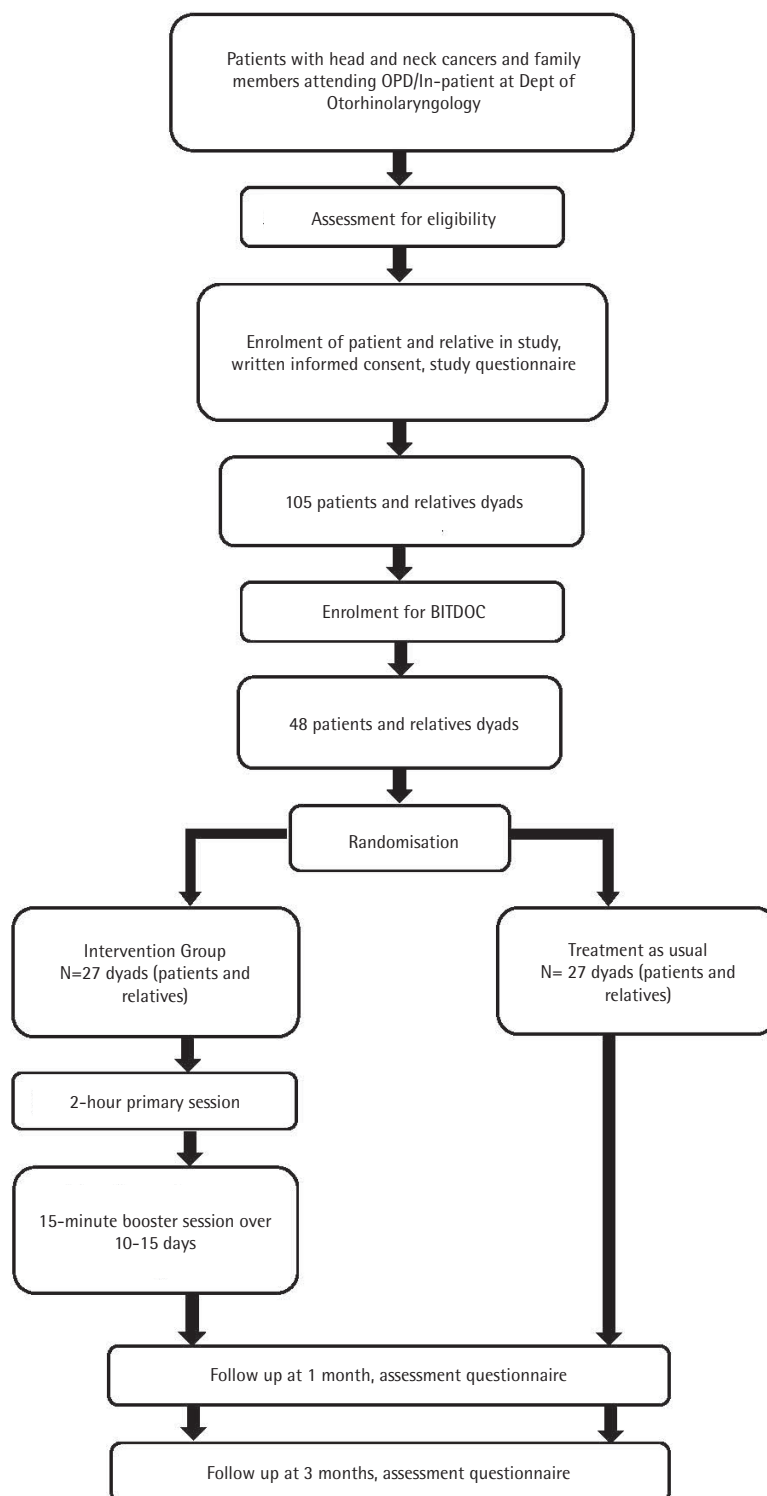 Patients with head and neck cancers and family
members attending OPD/In-patient at Dept of
Otorhinolaryngology
Assessment for eligibility
Enrolment of patient and relative in study,
written informed consent, study questionnaire
105 patients and relatives dyads
Enrolment for BITDOC
48 patients and relatives dyads
Randomisation
Intervention Group
N=27 dyads (patients and
relatives)
Treatment as usual
N= 27 dyads (patients and
relatives)
2-hour primary session
15-minute booster session over
10-15 days
Follow up at 1 month, assessment questionnaire
Follow up at 3 months, assessment questionnaire